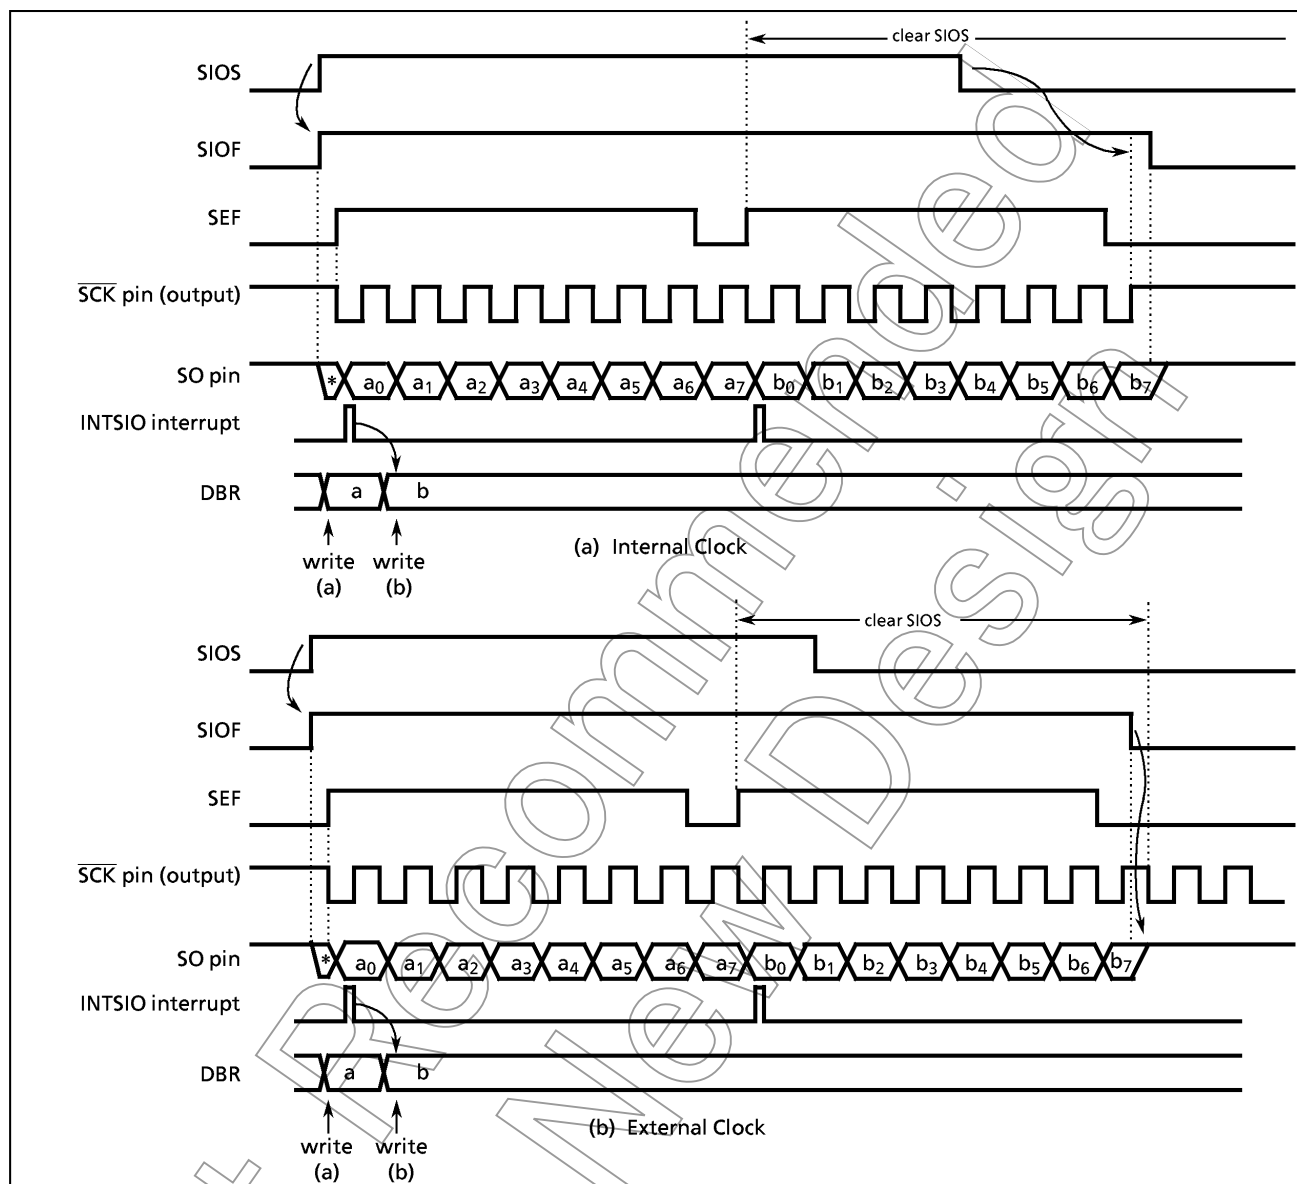 clear SIOS
SIOS
SIOF
SEF
SCK pin (output)
SO pin
* a0 a1 a2 a3 a4 a5 a6 a7 b0 b1 b2 b3 b4 b5 b6 b7
INTSIO interrupt
DBR
a b
write (a)
write (b)
(a) Internal Clock
clear SIOS
SIOS
SIOF
SEF
SCK pin (output)
SO pin
* a0 a1 a2 a3 a4 a5 a6 a7 b0 b1 b2 b3 b4 b5 b6 b7
INTSIO interrupt
DBR
a b
(b) External Clock
write (a)
write (b)
t Recommended
New Design